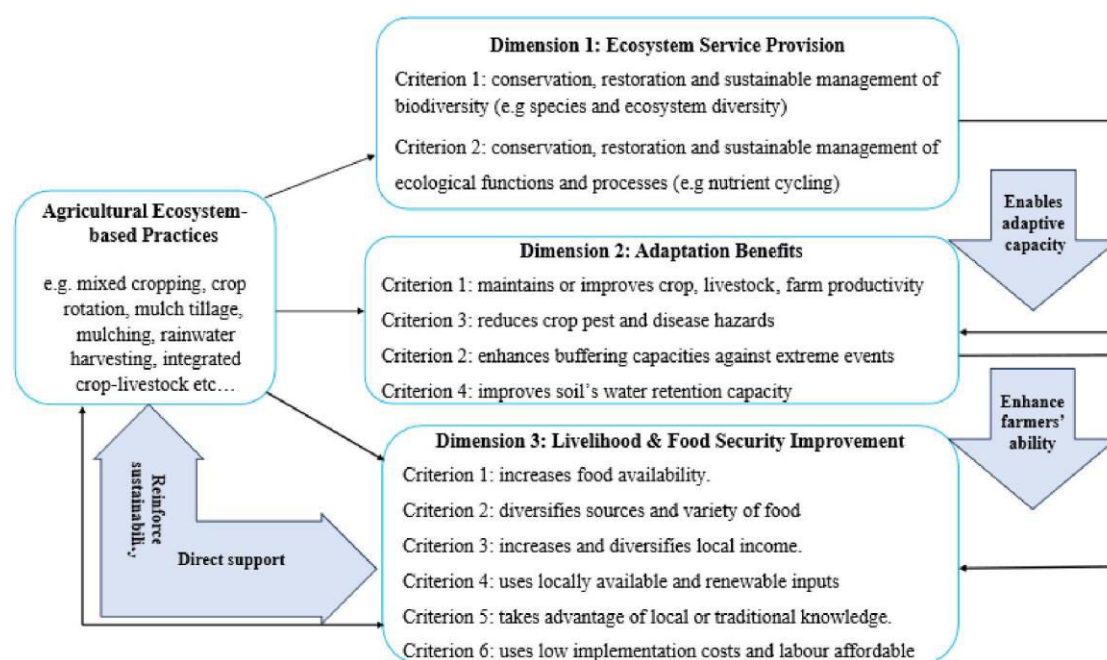 Dimension 1: Ecosystem Service Provision
Criterion 1: conservation, restoration and sustainable management of
biodiversity (e.g species and ecosystem diversity)
Criterion 2: conservation, restoration and sustainable management of
ecological functions and processes (e.g nutrient cycling)
Agricultural Ecosystem-
based Practices
e.g. mixed cropping, crop
rotation, mulch tillage,
mulching, rainwater
harvesting, integrated
crop-livestock etc…
Enables
adaptive
capacity
Dimension 2: Adaptation Benefits
Criterion 1: maintains or improves crop, livestock, farm productivity
Criterion 3: reduces crop pest and disease hazards
Criterion 2: enhances buffering capacities against extreme events
Criterion 4: improves soil’s water retention capacity
Enhance
farmers’
ability
Dimension 3: Livelihood & Food Security Improvement
Criterion 1: increases food availability.
Criterion 2: diversifies sources and variety of food
Criterion 3: increases and diversifies local income.
Criterion 4: uses locally available and renewable inputs
Criterion 5: takes advantage of local or traditional knowledge.
Criterion 6: uses low implementation costs and labour affordable
Reinforce
sustainability
Direct support